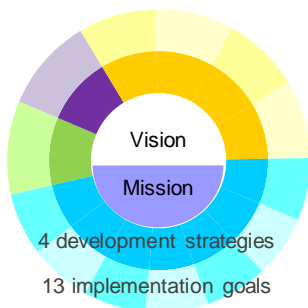 Vision
Mission
4 development strategies
13 implementation goals